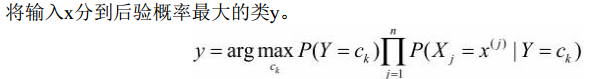 将输入x分到后验概率最大的类y。
y = arg max_{c_k} P(Y = c_k) ∏_{j=1}^{n} P(X_j = x^{(j)} | Y = c_k)